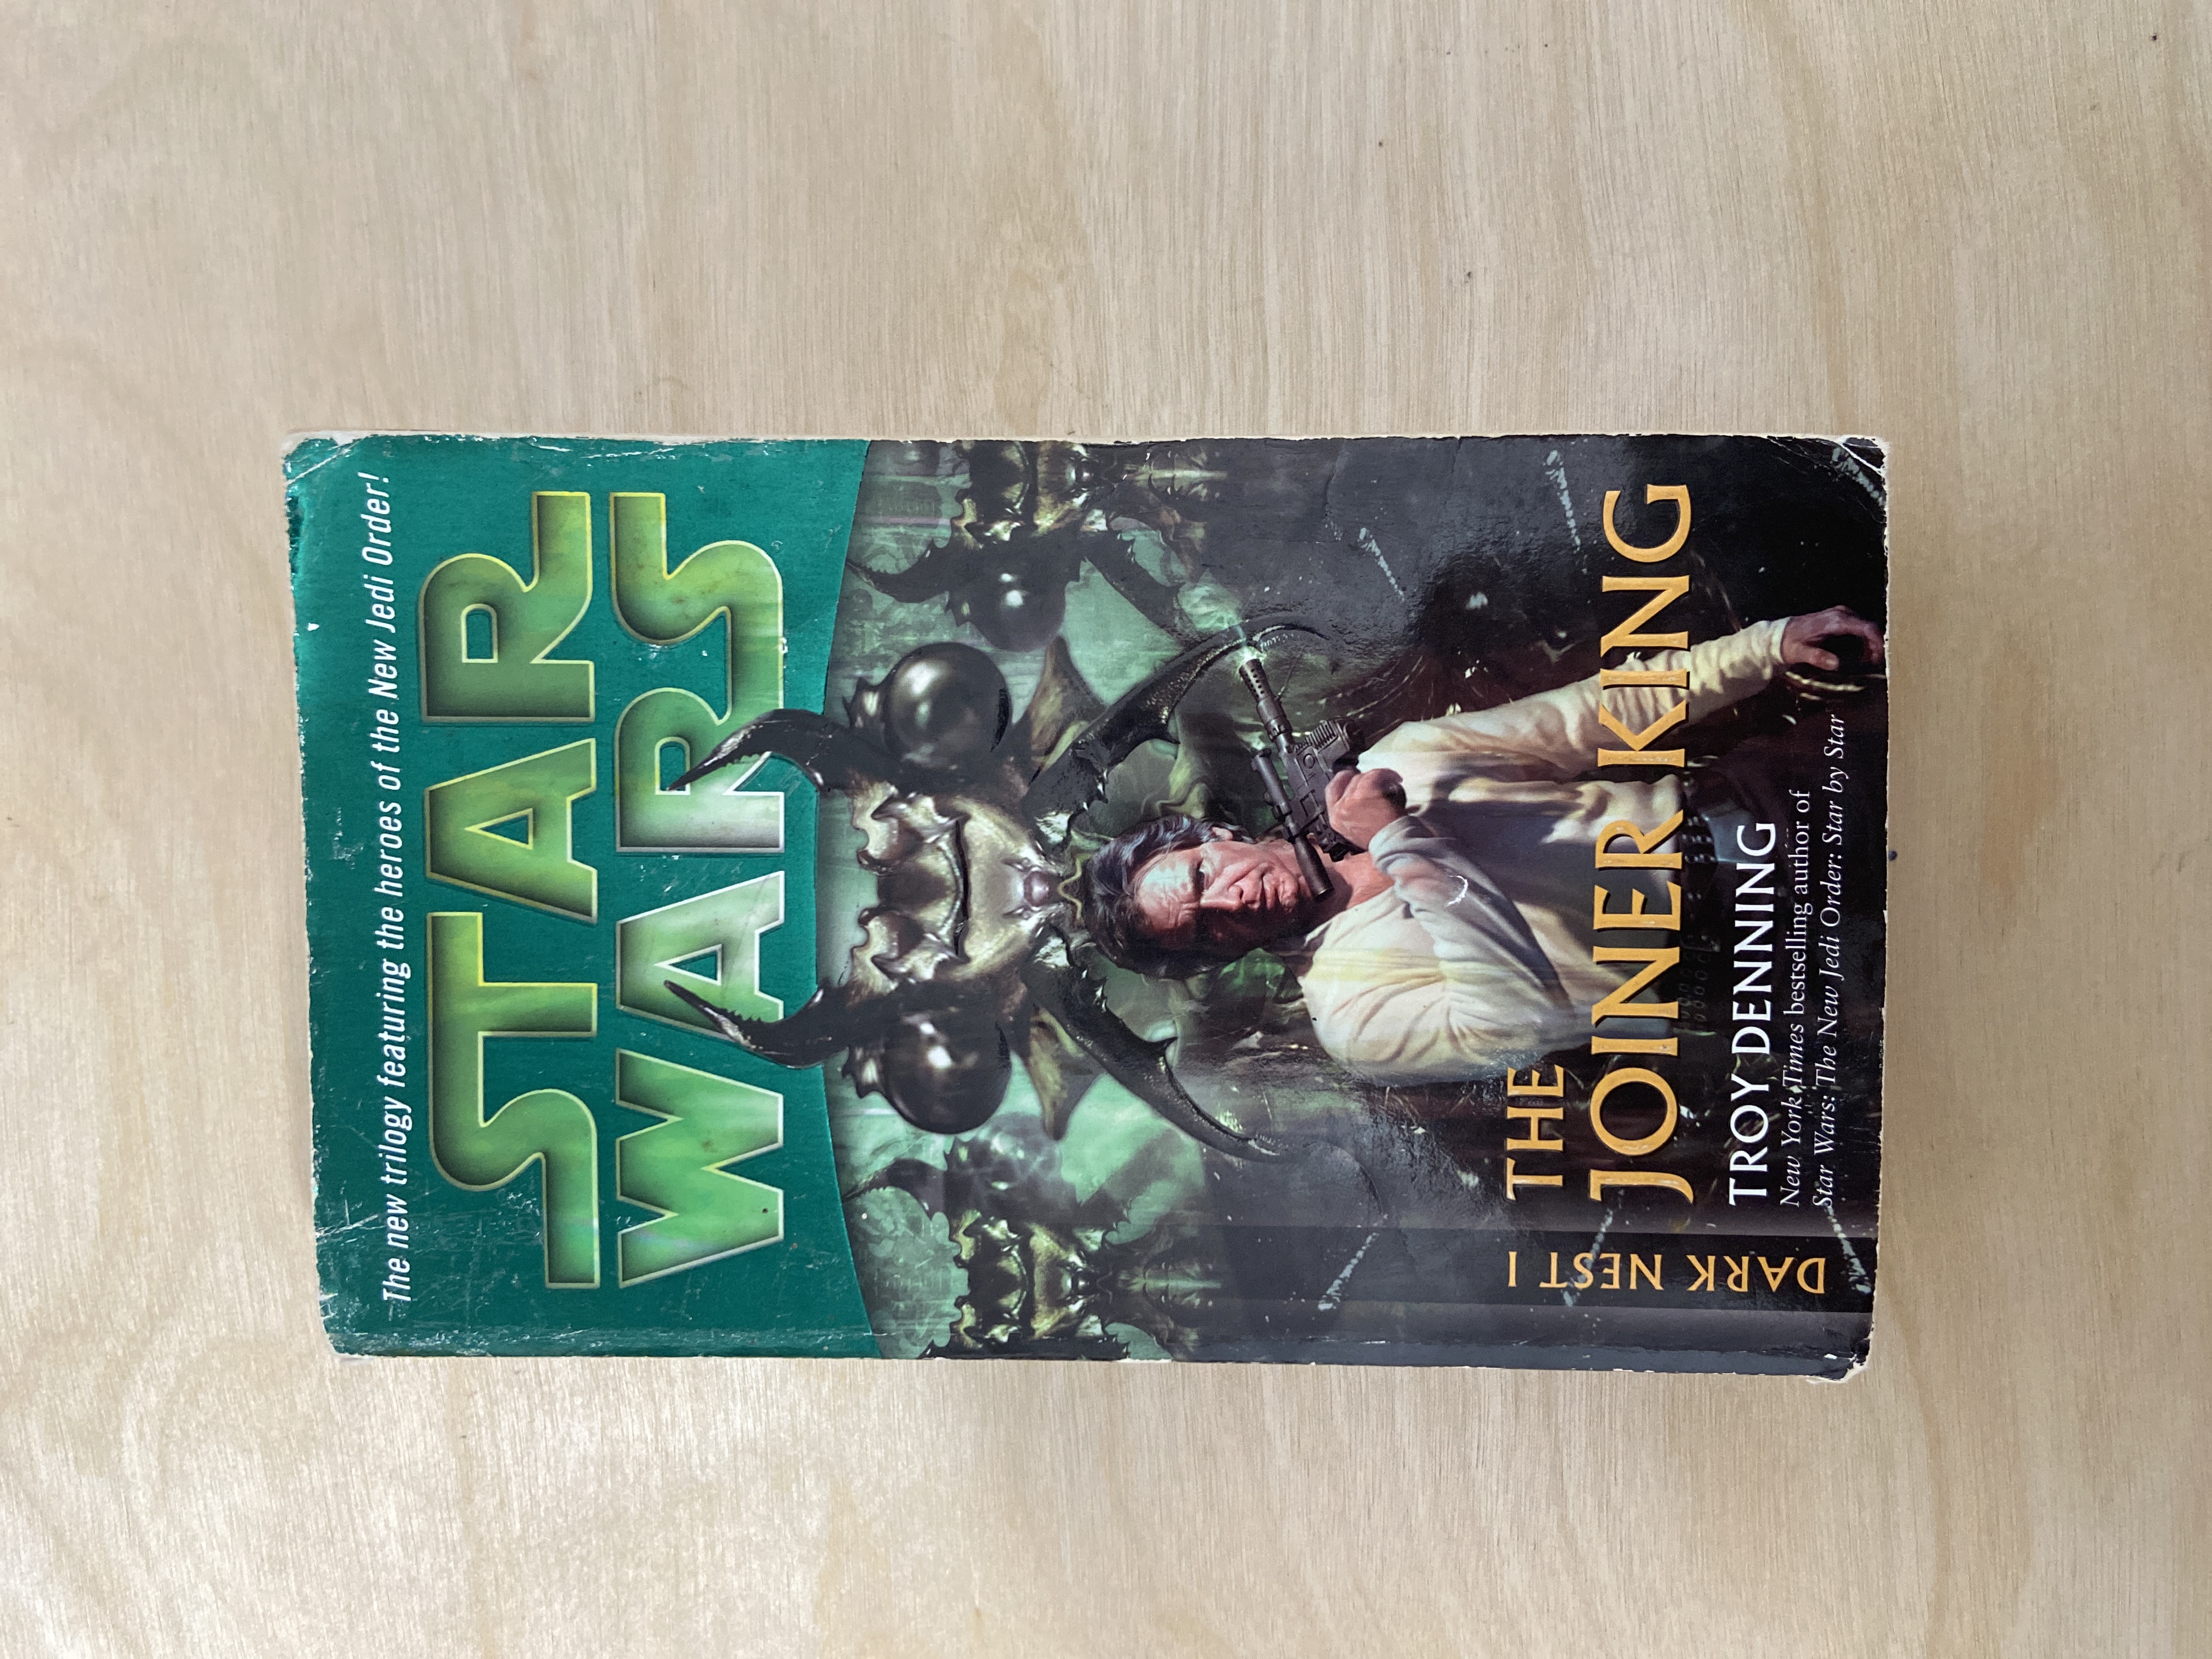 The new trilogy featuring the heroes of the New Jedi Order!
STAR
WARS
THE
JOINER KING
TROY DENNING
New York Times bestselling author of
Star Wars: The New Jedi Order: Star by Star
DARK NEST I